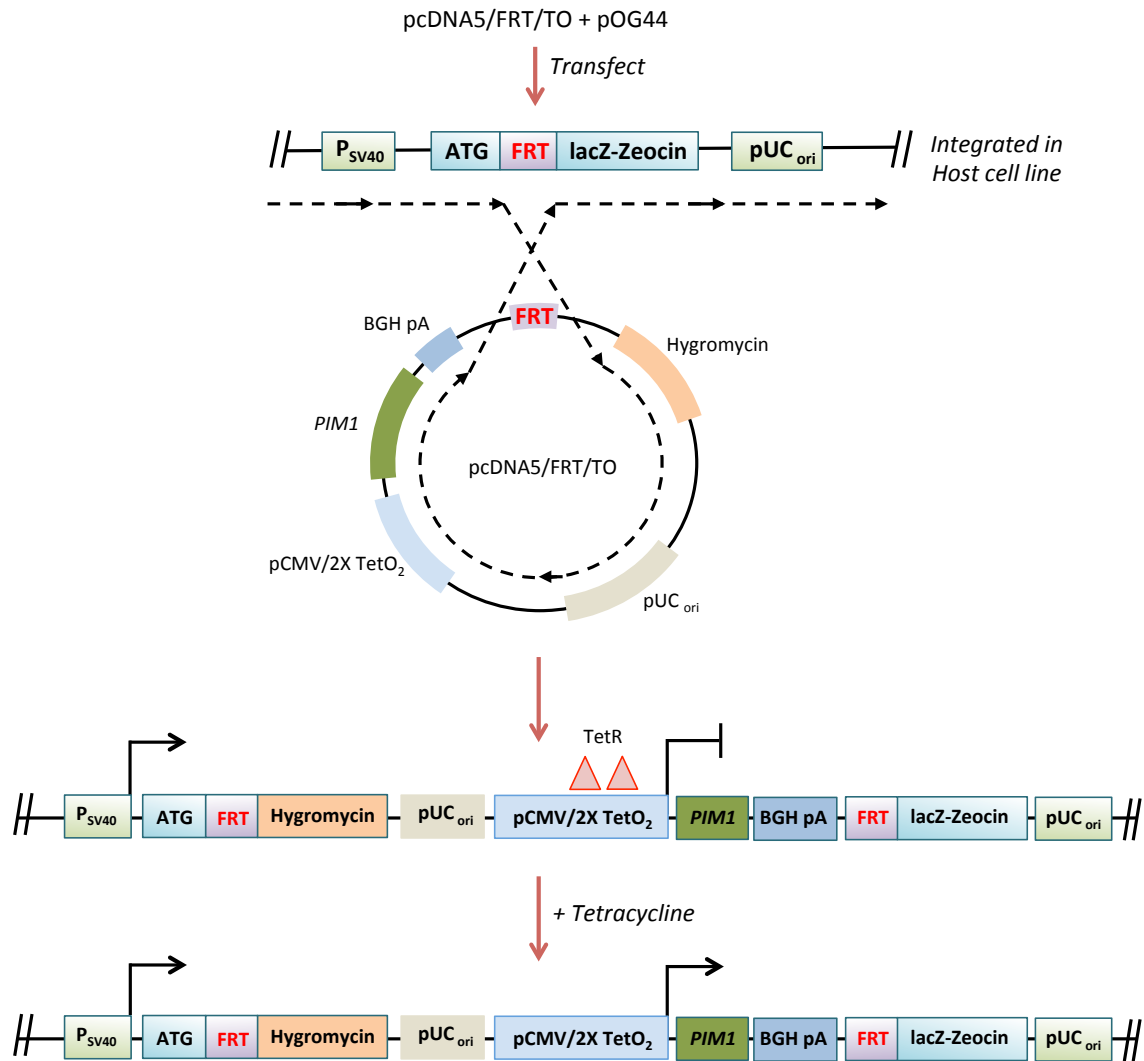 pcDNA5/FRT/TO + pOG44
Transfect
PSV40 ATG FRT lacZ-Zeocin pUC ori
Integrated in
Host cell line
FRT
BGH pA
Hygromycin
PIM1
pcDNA5/FRT/TO
pCMV/2X TetO2
pUC ori
TetR
PSV40 ATG FRT Hygromycin pUC ori pCMV/2X TetO2 PIM1 BGH pA FRT lacZ-Zeocin pUC ori
+ Tetracycline
PSV40 ATG FRT Hygromycin pUC ori pCMV/2X TetO2 PIM1 BGH pA FRT lacZ-Zeocin pUC ori